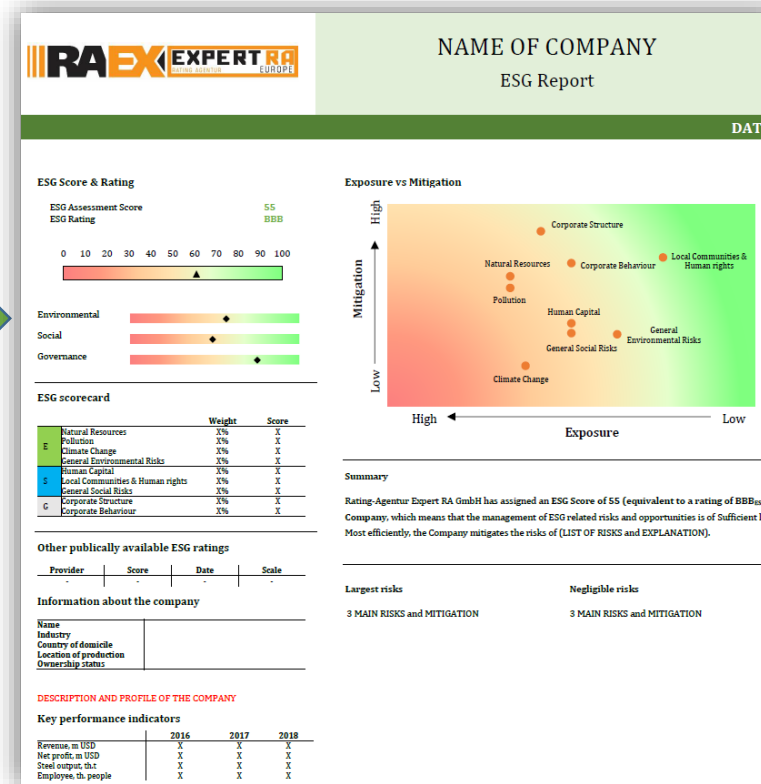 RAEX EXPERT RA
RATING AGENTUR EUROPE
NAME OF COMPANY
ESG Report
DAT
ESG Score & Rating
ESG Assessment Score 55
ESG Rating BBB
0 10 20 30 40 50 60 70 80 90 100
Environmental
Social
Governance
ESG scorecard
Weight Score
E
Natural Resources X% X
Pollution X% X
Climate Change X% X
General Environmental Risks X% X
S
Human Capital X% X
Local Communities & Human rights X% X
General Social Risks X% X
G
Corporate Structure X% X
Corporate Behaviour X% X
Other publically available ESG ratings
Provider Score Date Scale
- - - -
Information about the company
Name
Industry
Country of domicile
Location of production
Ownership status
DESCRIPTION AND PROFILE OF THE COMPANY
Key performance indicators
2016 2017 2018
Revenue, m USD X X X
Net profit, m USD X X X
Steel output, th.t X X X
Employee, th. people X X X
Exposure vs Mitigation
High
Mitigation
Low
Corporate Structure
Natural Resources
Corporate Behaviour
Local Communities &
Human rights
Pollution
Human Capital
General Social Risks
General
Environmental Risks
Climate Change
High Low
Exposure
Summary
Rating-Agentur Expert RA GmbH has assigned an ESG Score of 55 (equivalent to a rating of BBB
Company, which means that the management of ESG related risks and opportunities is of Sufficient
Most efficiently, the Company mitigates the risks of (LIST OF RISKS and EXPLANATION).
Largest risks Negligible risks
3 MAIN RISKS and MITIGATION 3 MAIN RISKS and MITIGATION